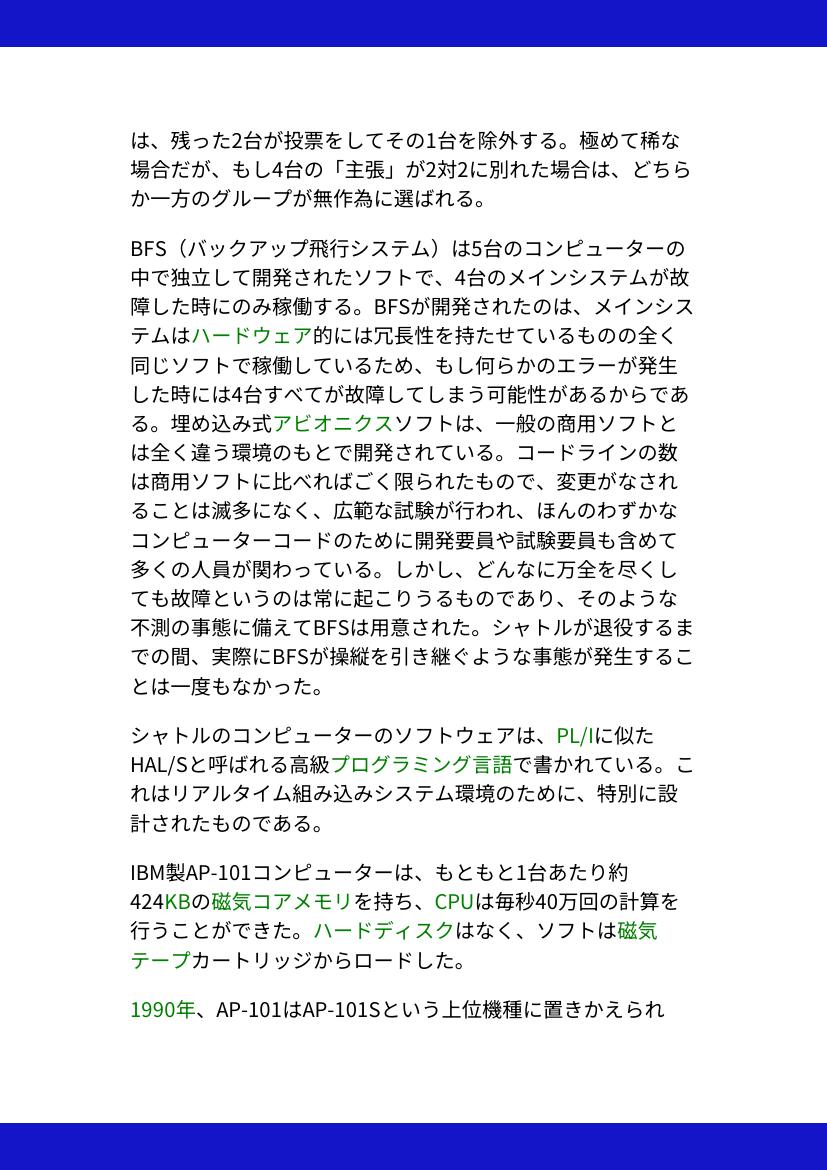 は、残った2台が投票をしてその1台を除外する。極めて稀な
場合だが、もし4台の「主張」が2対2に別れた場合は、どちら
か一方のグループが無作為に選ばれる。
BFS（バックアップ飛行システム）は5台のコンピューターの
中で独立して開発されたソフトで、4台のメインシステムが故
障した時にのみ稼働する。BFSが開発されたのは、メインシス
テムはハードウェア的には冗長性を持たせているものの全く
同じソフトで稼働しているため、もし何らかのエラーが発生
した時には4台すべてが故障してしまう可能性があるからであ
る。埋め込み式アビオニクスソフトは、一般の商用ソフトと
は全く違う環境のもとで開発されている。コードラインの数
は商用ソフトに比べればごく限られたもので、変更がなされ
ることは滅多になく、広範な試験が行われ、ほんのわずかな
コンピューターコードのために開発要員や試験要員も含めて
多くの人員が関わっている。しかし、どんなに万全を尽くし
ても故障というのは常に起こりうるものであり、そのような
不測の事態に備えてBFSは用意された。シャトルが退役するま
での間、実際にBFSが操縦を引き継ぐような事態が発生するこ
とは一度もなかった。
シャトルのコンピューターのソフトウェアは、PL/Iに似た
HAL/Sと呼ばれる高級プログラミング言語で書かれている。こ
れはリアルタイム組み込みシステム環境のために、特別に設
計されたものである。
IBM製AP-101コンピューターは、もともと1台あたり約
424KBの磁気コアメモリを持ち、CPUは毎秒40万回の計算を
行うことができた。ハードディスクはなく、ソフトは磁気
テープカートリッジからロードした。
1990年、AP-101はAP-101Sという上位機種に置きかえられ